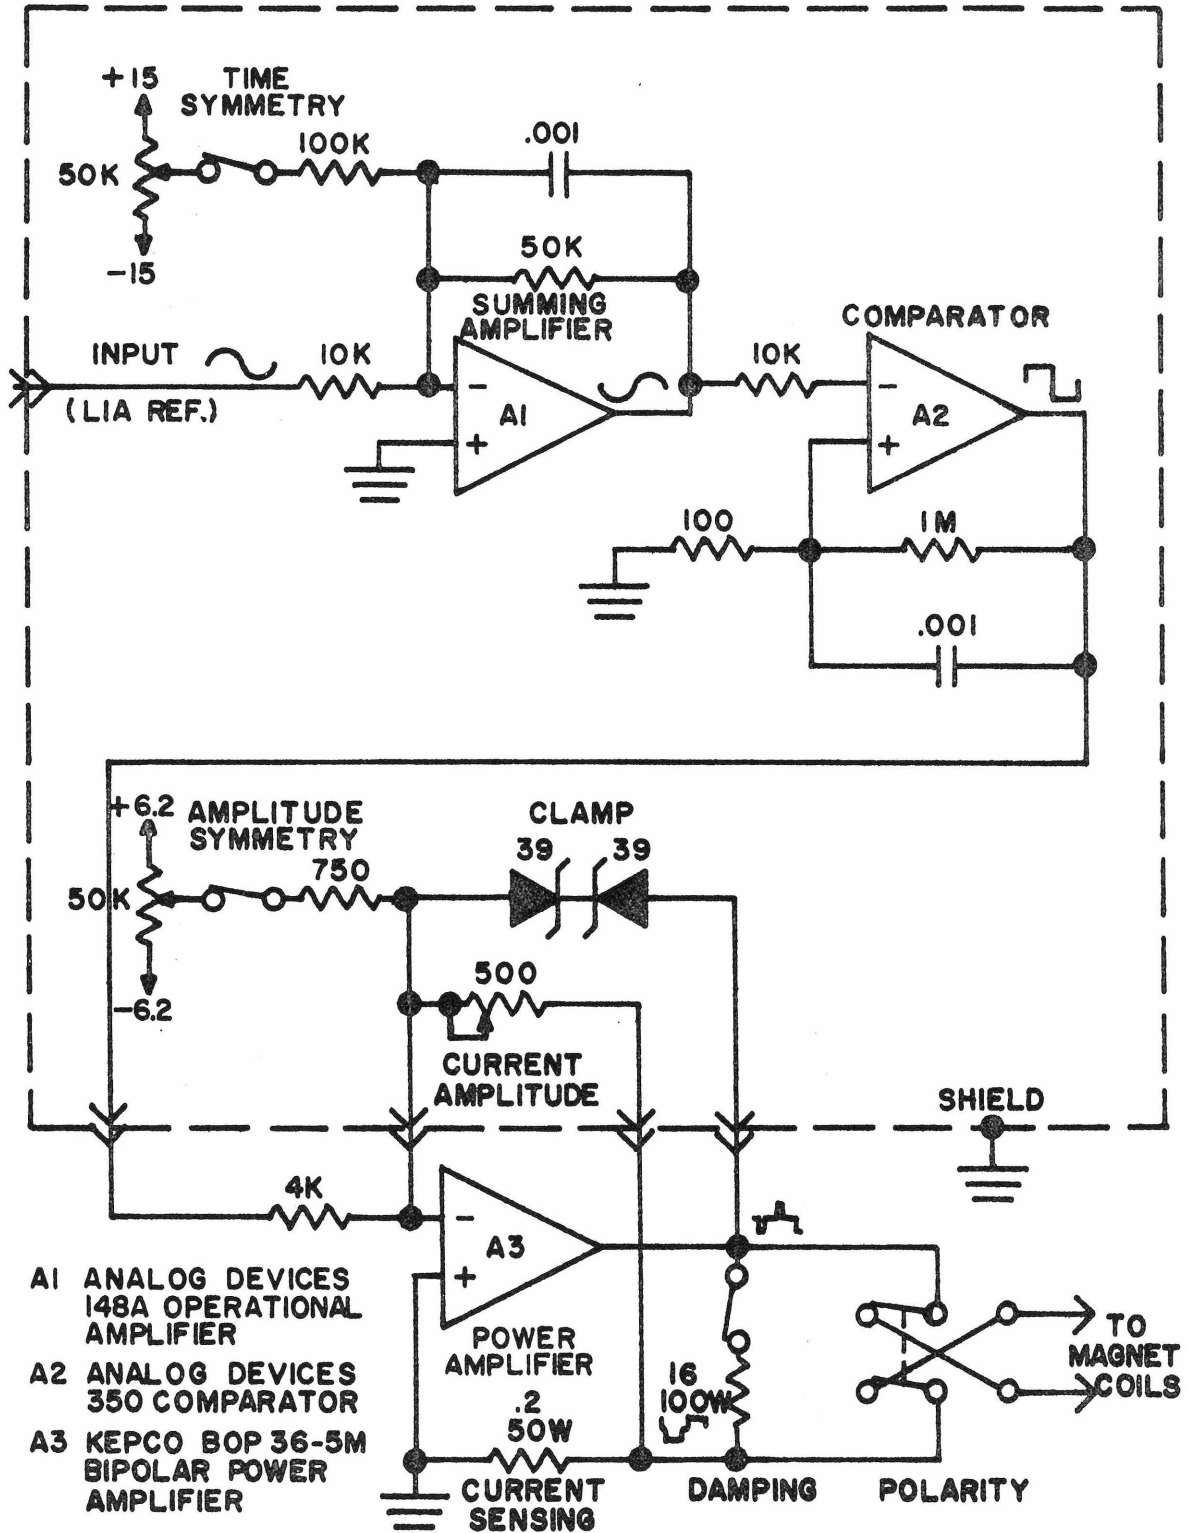 +15
TIME
SYMMETRY
50K
100K
.001
-15
50K
SUMMING
AMPLIFIER
COMPARATOR
INPUT
10K
10K
(LIA REF.)
-
A1
+
-
A2
+
100
1M
.001
+6.2
AMPLITUDE
SYMMETRY
CLAMP
39
39
750
50K
500
-6.2
CURRENT
AMPLITUDE
SHIELD
4K
-
A3
+
A1 ANALOG DEVICES
148A OPERATIONAL
AMPLIFIER
POWER
AMPLIFIER
TO
MAGNET
COILS
A2 ANALOG DEVICES
350 COMPARATOR
16
100W
.2
50W
A3 KEPCO BOP 36-5M
BIPOLAR POWER
AMPLIFIER
CURRENT
SENSING
DAMPING
POLARITY